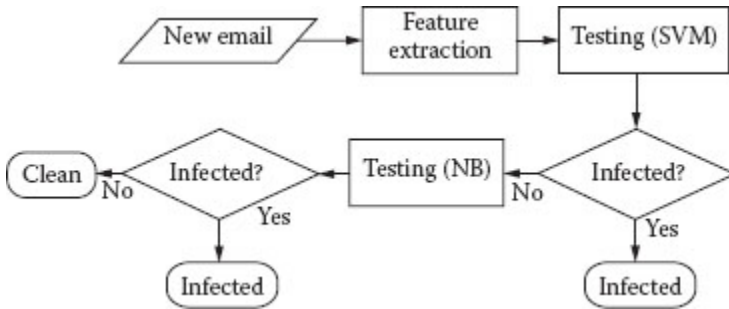 New email
Feature
extraction
Testing (SVM)
Infected?
No
Yes
Infected
Testing (NB)
Infected?
No
Yes
Clean
Infected